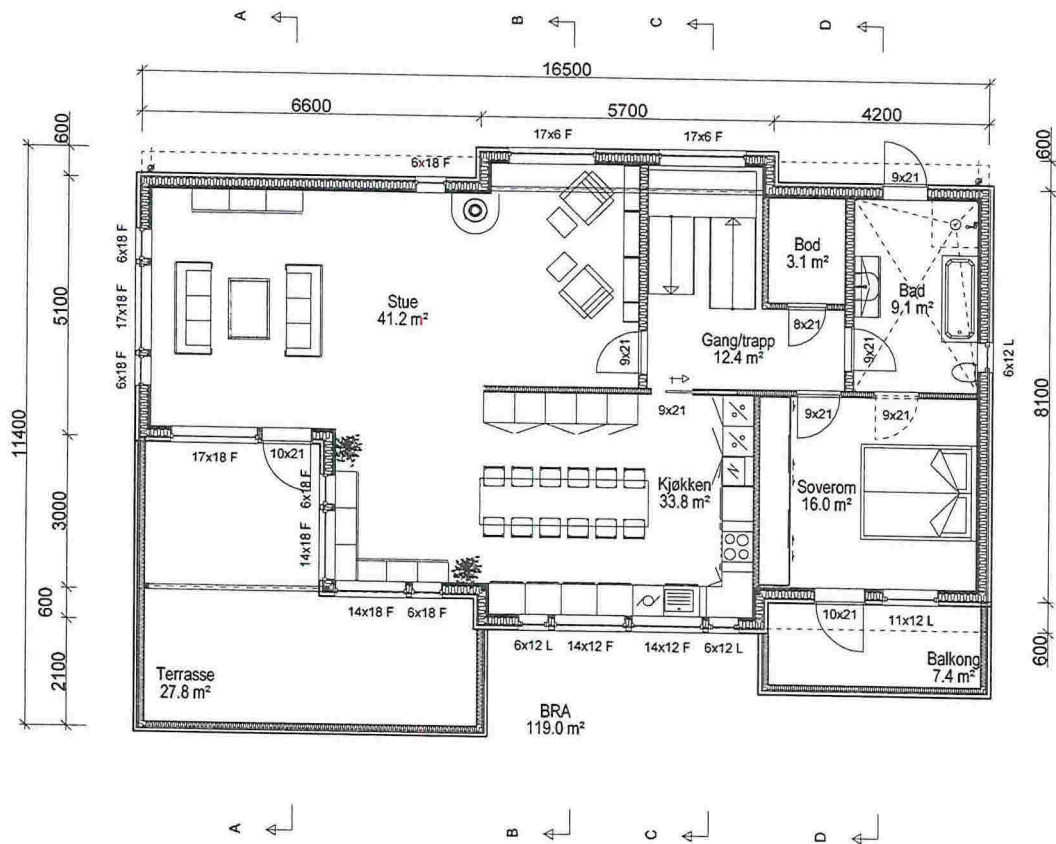 A
B
C
D
16500
6600
5700
4200
17x6 F
17x6 F
600
600
6x18 F
9x21
6x18 F
17x18 F
6x18 F
5100
11400
3000
600
2100
8100
600
Stue
41.2 m²
Bod
3.1 m²
Bad
9.1 m²
8x21
9x21
9x21
Gang/trapp
12.4 m²
6x12 L
9x21
9x21
9x21
17x18 F
10x21
6x18 F
14x18 F
Kjøkken
33.8 m²
Soverom
16.0 m²
14x18 F
6x18 F
6x12 L
14x12 F
14x12 F
6x12 L
10x21
11x12 L
Terrasse
27.8 m²
Balkong
7.4 m²
BRA
119.0 m²
A
B
C
D